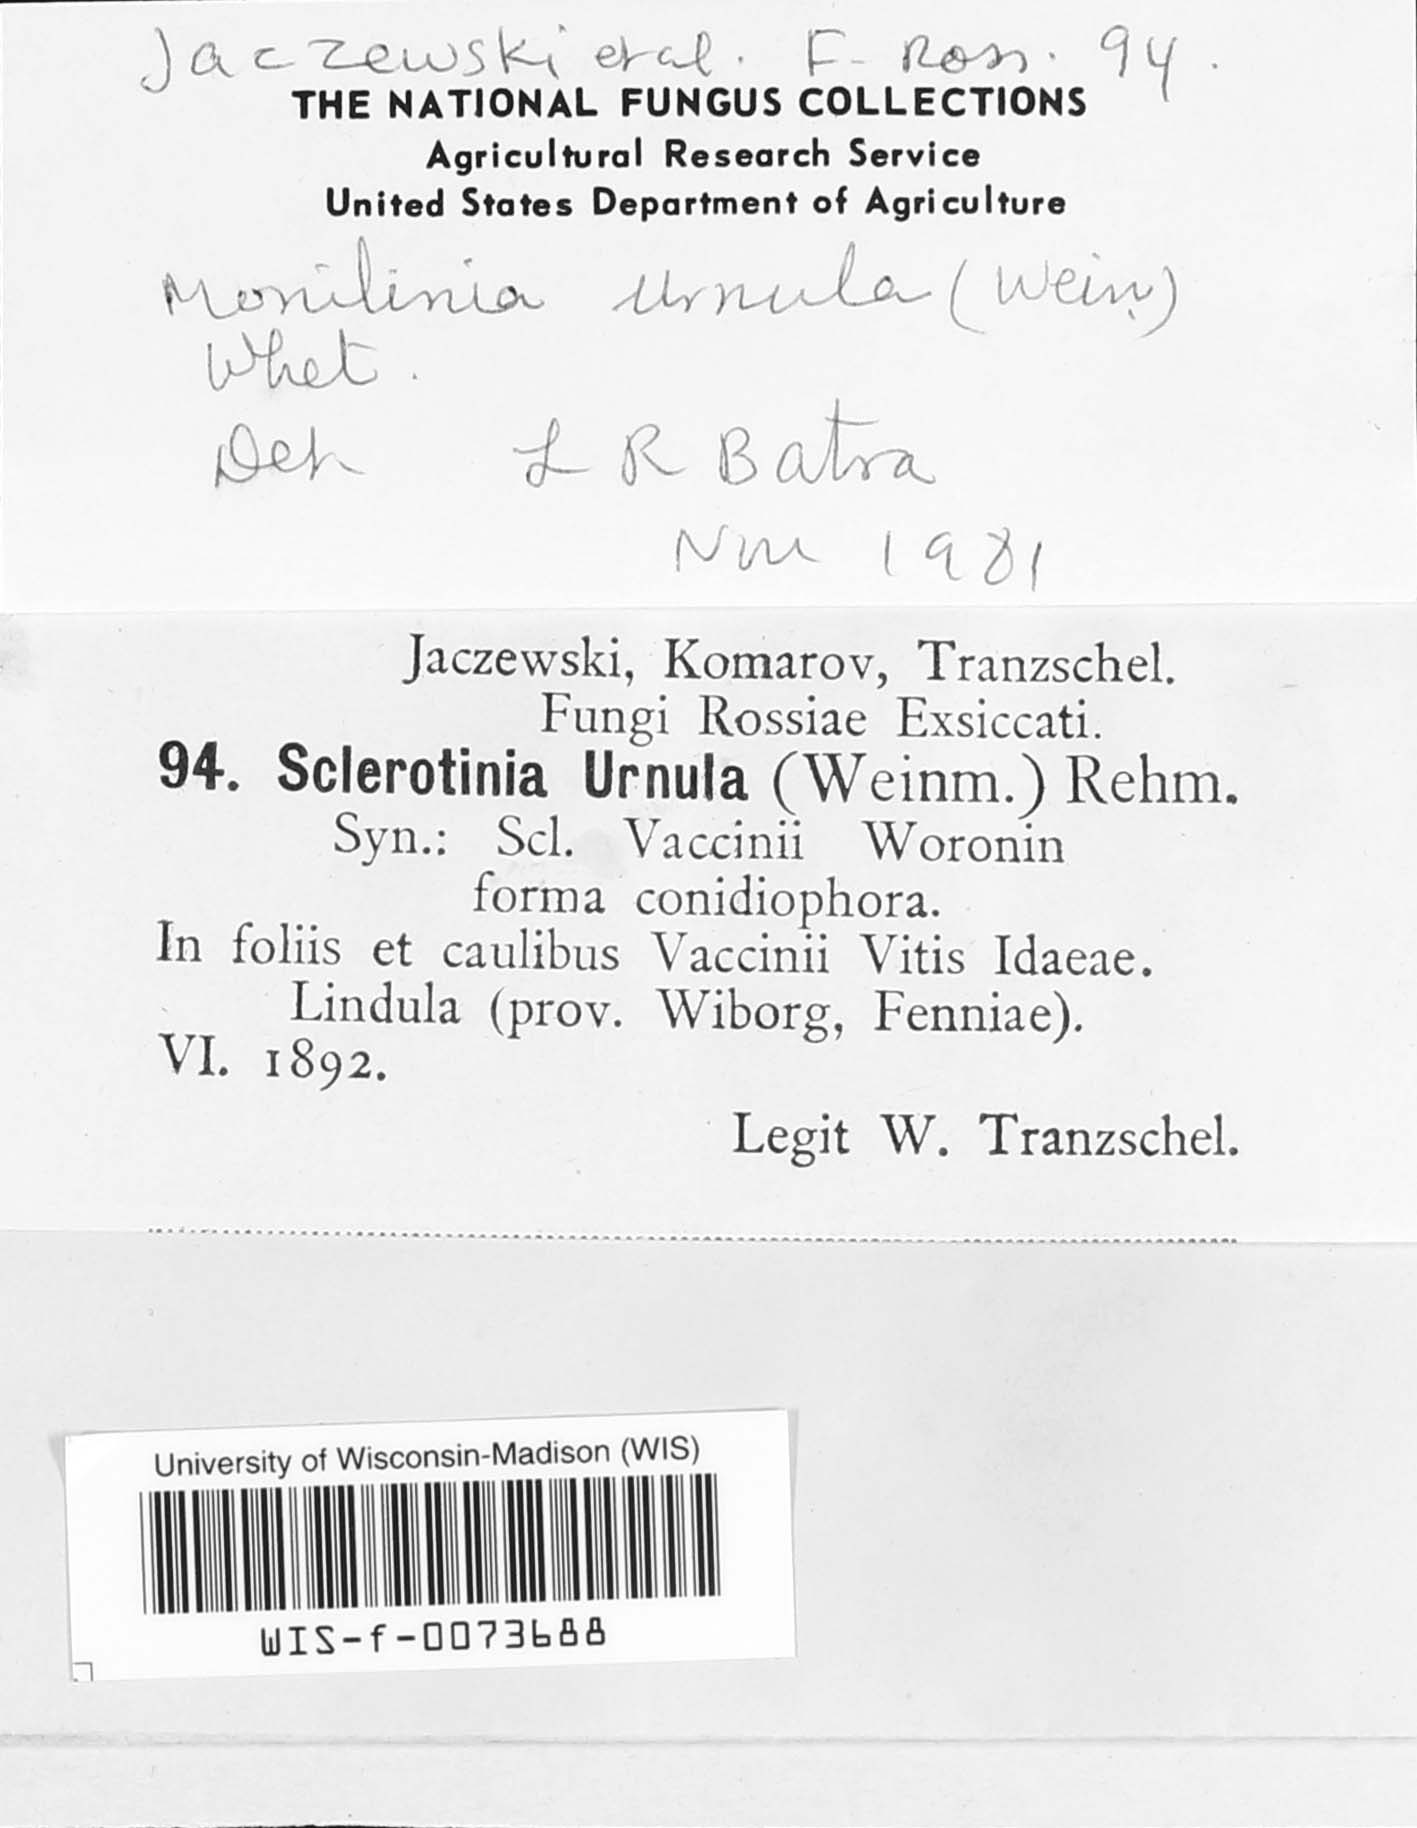 Jaczewski et al. F. Ross. 94.
THE NATIONAL FUNGUS COLLECTIONS
Agricultural Research Service
United States Department of Agriculture
Monilinia urnula (Wein.)
Whet.
Det L R Batra
Nov 1981
Jaczewski, Komarov, Tranzschel.
Fungi Rossiae Exsiccati.
94. Sclerotinia Urnula (Weinm.) Rehm.
Syn.: Scl. Vaccinii Woronin
forma conidiophora.
In foliis et caulibus Vaccinii Vitis Idaeae.
Lindula (prov. Wiborg, Fenniae).
VI. 1892.
Legit W. Tranzschel.
University of Wisconsin-Madison (WIS)
WIS-f-0073688